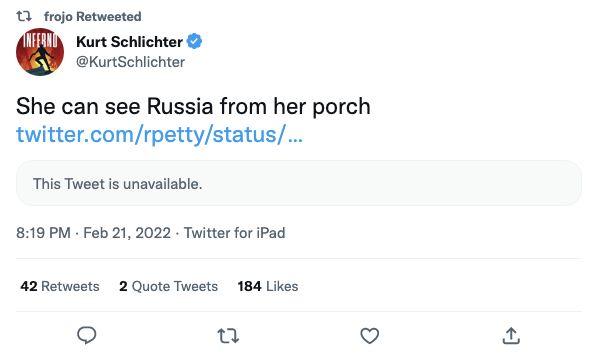 frojo Retweeted
INFERNO
Kurt Schlichter
@KurtSchlichter
She can see Russia from her porch
twitter.com/rpetty/status/…
This Tweet is unavailable.
8:19 PM · Feb 21, 2022 · Twitter for iPad
42 Retweets 2 Quote Tweets 184 Likes